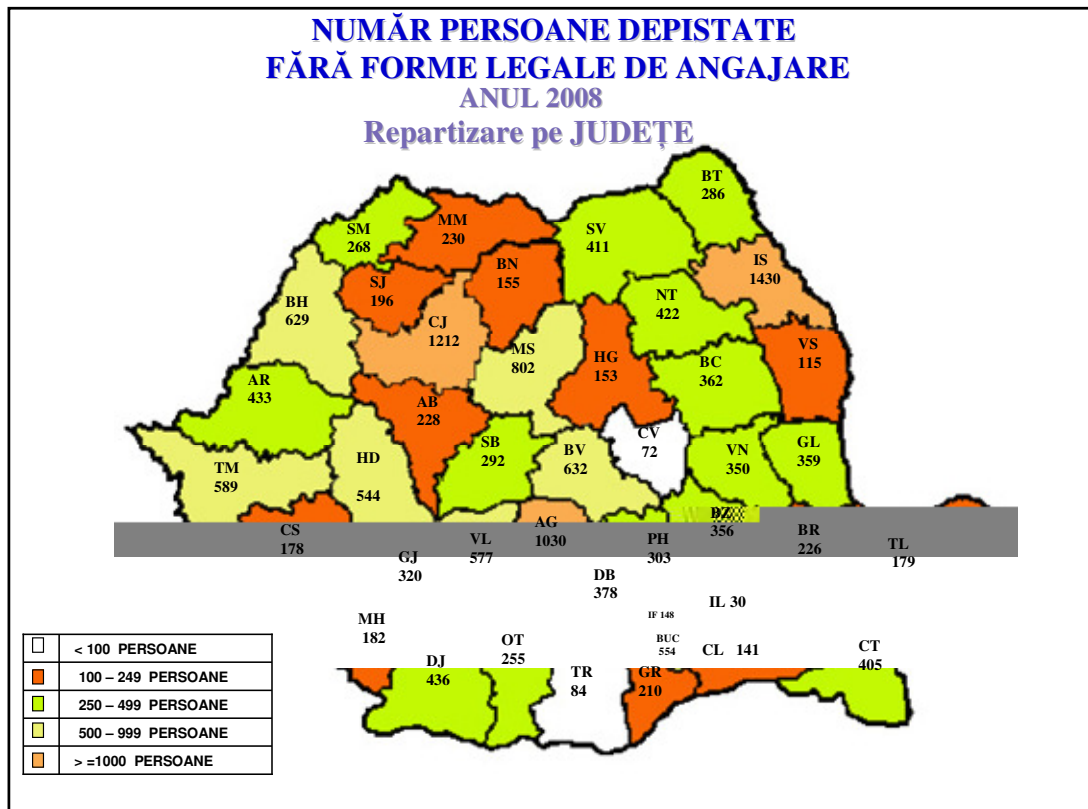 NUMĂR PERSOANE DEPISTATE
FĂRĂ FORME LEGALE DE ANGAJARE
ANUL 2008
Repartizare pe JUDEȚE
BT
286
SM
268
MM
230
SV
411
IS
1430
BN
155
SJ
196
NT
422
BH
629
CJ
1212
MS
802
HG
153
BC
362
VS
115
AR
433
AB
228
SB
292
BV
632
CV
72
VN
350
GL
359
TM
589
HD
544
CS
178
GJ
320
VL
577
AG
1030
PH
303
BZ
356
BR
226
TL
179
DB
378
IF 148
IL 30
MH
182
OT
255
BUC
554
CL 141
CT
405
DJ
436
TR
84
GR
210
< 100 PERSOANE
100 – 249 PERSOANE
250 – 499 PERSOANE
500 – 999 PERSOANE
> =1000 PERSOANE